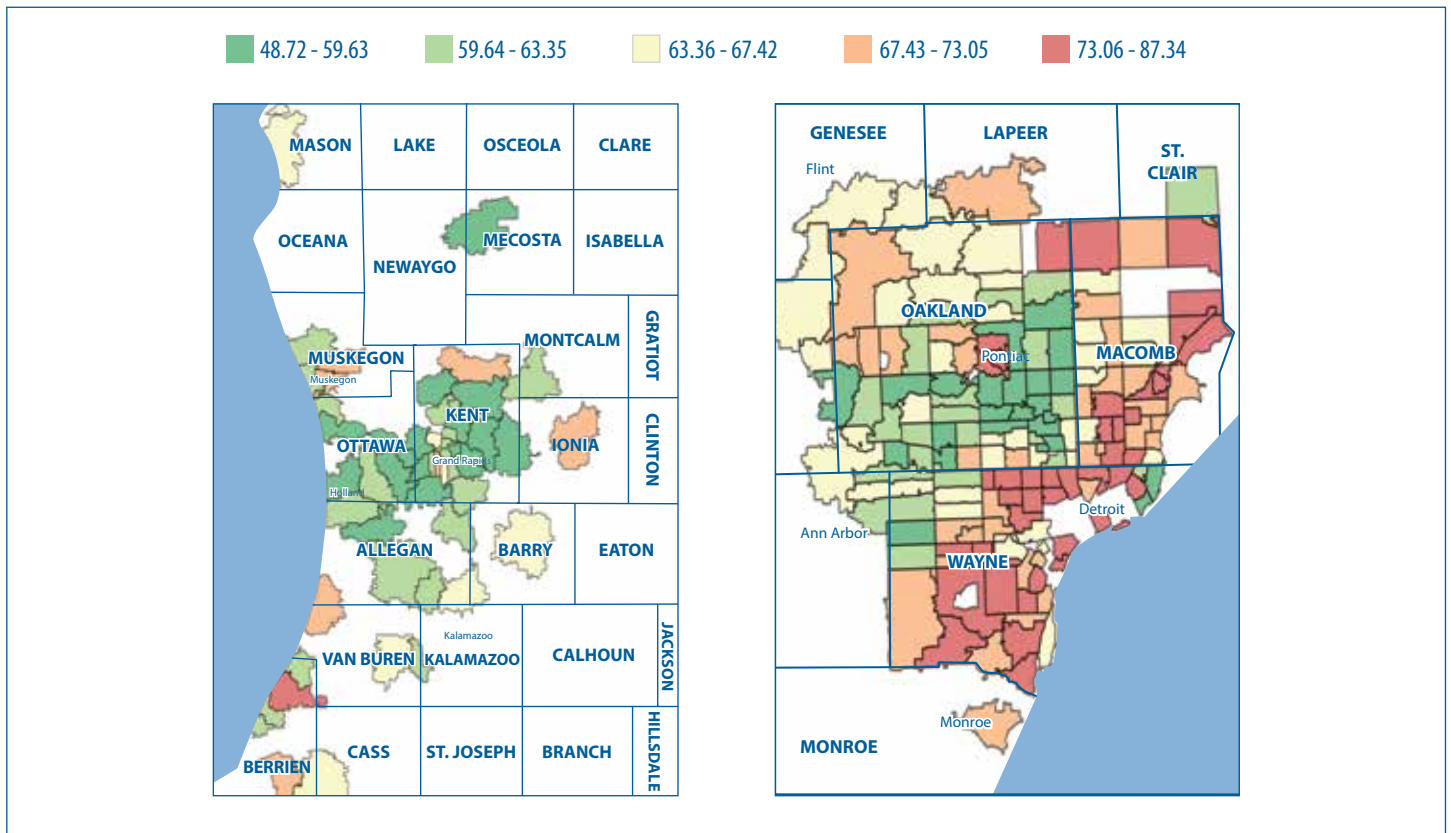 48.72 - 59.63
59.64 - 63.35
63.36 - 67.42
67.43 - 73.05
73.06 - 87.34
MASON
LAKE
OSCEOLA
CLARE
OCEANA
NEWAYGO
MECOSTA
ISABELLA
MUSKEGON
Muskegon
MONTCALM
GRATIOT
KENT
Grand Rapids
OTTAWA
Holland
IONIA
CLINTON
ALLEGAN
BARRY
EATON
VAN BUREN
Kalamazoo
KALAMAZOO
CALHOUN
JACKSON
BERRIEN
CASS
ST. JOSEPH
BRANCH
HILLSDALE
GENESEE
Flint
LAPEER
ST.
CLAIR
OAKLAND
Pontiac
MACOMB
Ann Arbor
Detroit
WAYNE
Monroe
MONROE